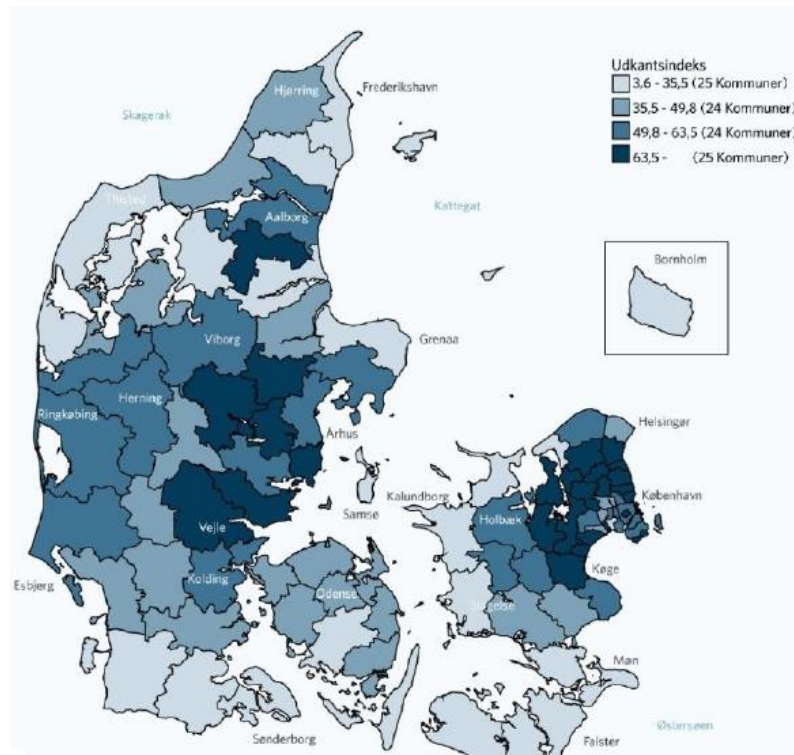 Udkantsindeks
3,6 - 35,5 (25 Kommuner)
35,5 - 49,8 (24 Kommuner)
49,8 - 63,5 (24 Kommuner)
63,5 - (25 Kommuner)
Hjørring
Frederikshavn
Skagerak
Thisted
Aalborg
Kattegat
Bornholm
Viborg
Grenaa
Herning
Ringkøbing
Århus
Helsingør
Kalundborg
København
Samsø
Holbæk
Vejle
Køge
Esbjerg
Kolding
Odense
Slagelse
Møn
Sønderborg
Falster
Østersøen